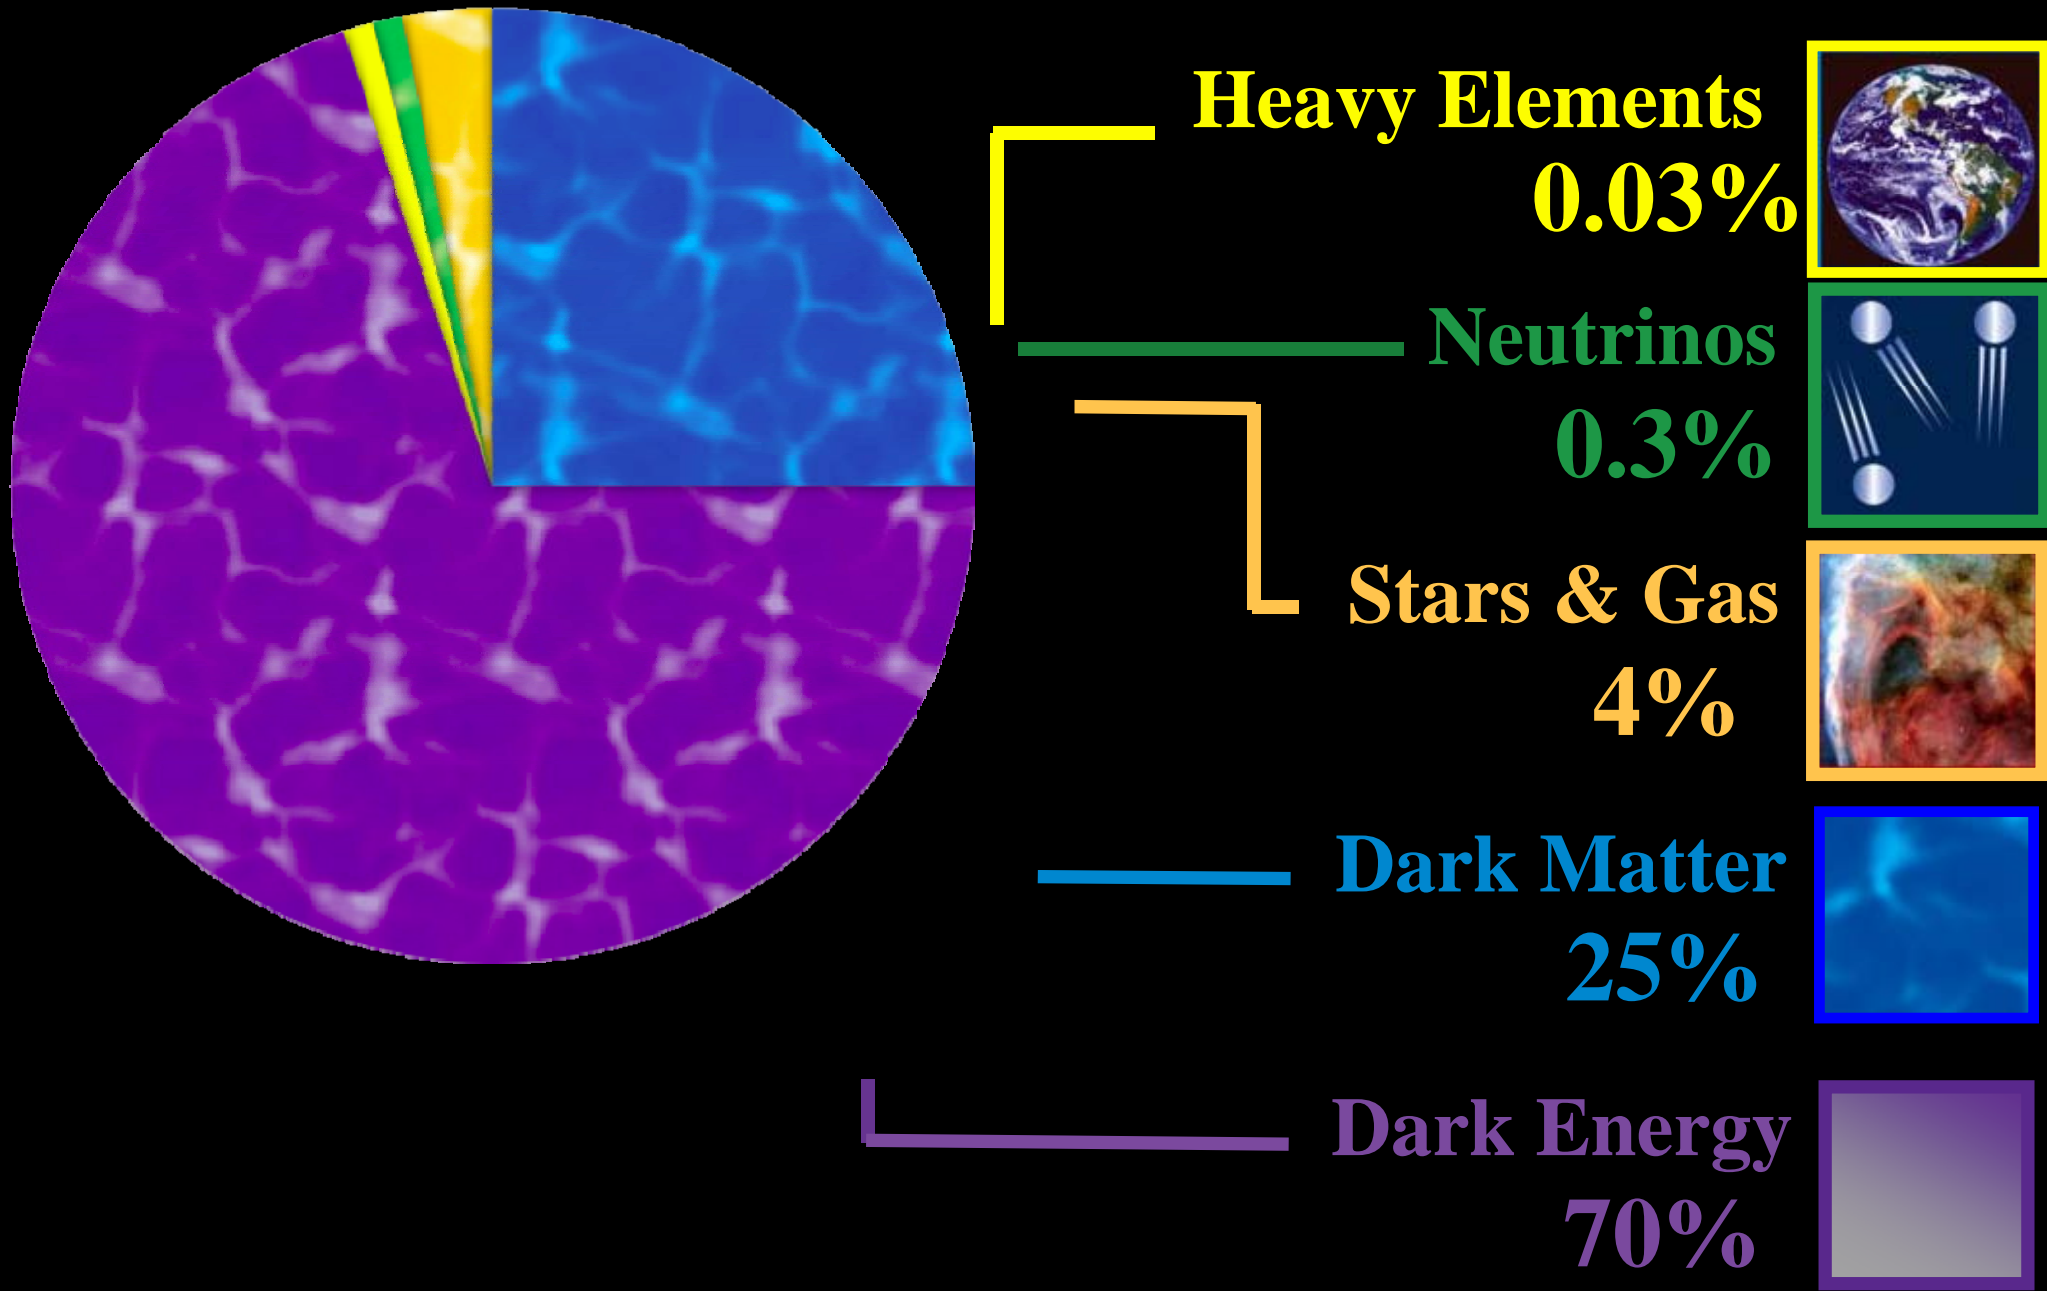 Heavy Elements
0.03%
Neutrinos
0.3%
Stars & Gas
4%
Dark Matter
25%
Dark Energy
70%